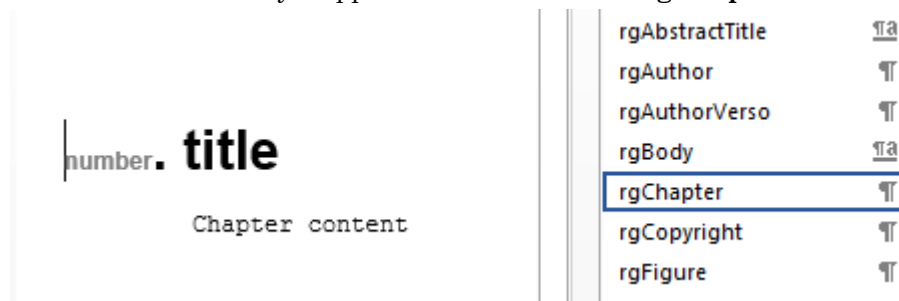 number. title
Chapter content
rgAbstractTitle ¶a
rgAuthor ¶
rgAuthorVerso ¶
rgBody ¶a
rgChapter ¶
rgCopyright ¶
rgFigure ¶